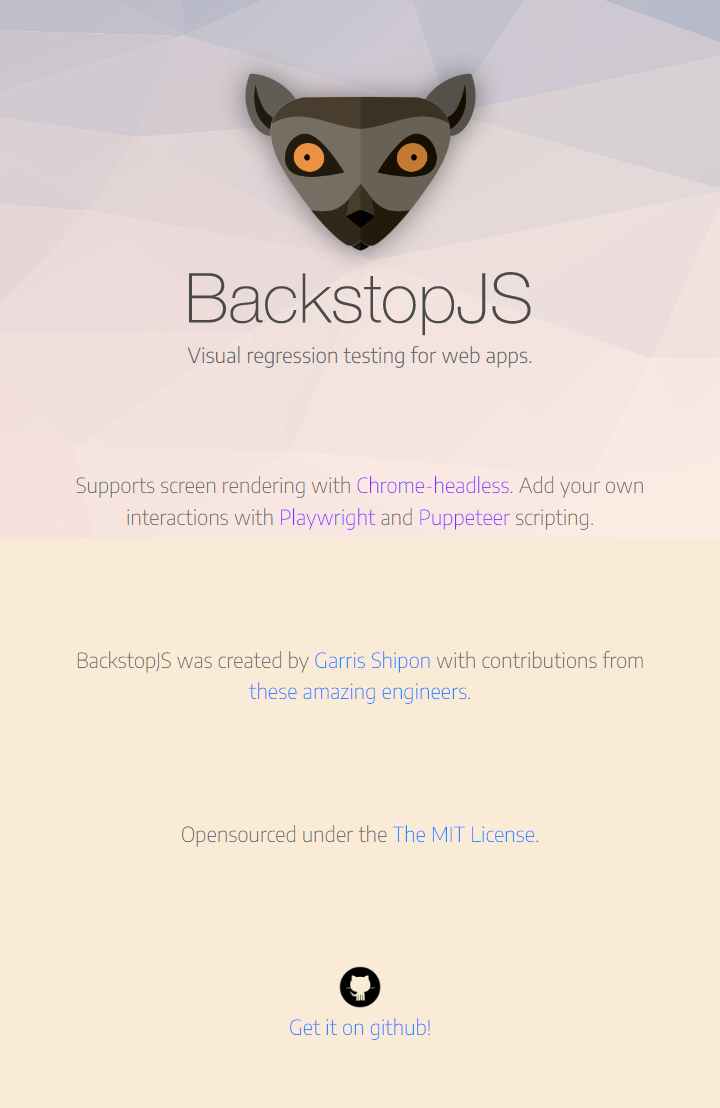 BackstopJS
Visual regression testing for web apps.
Supports screen rendering with Chrome-headless. Add your own
interactions with Playwright and Puppeteer scripting.
BackstopJS was created by Garris Shipon with contributions from
these amazing engineers.
Opensourced under the The MIT License.
Get it on github!